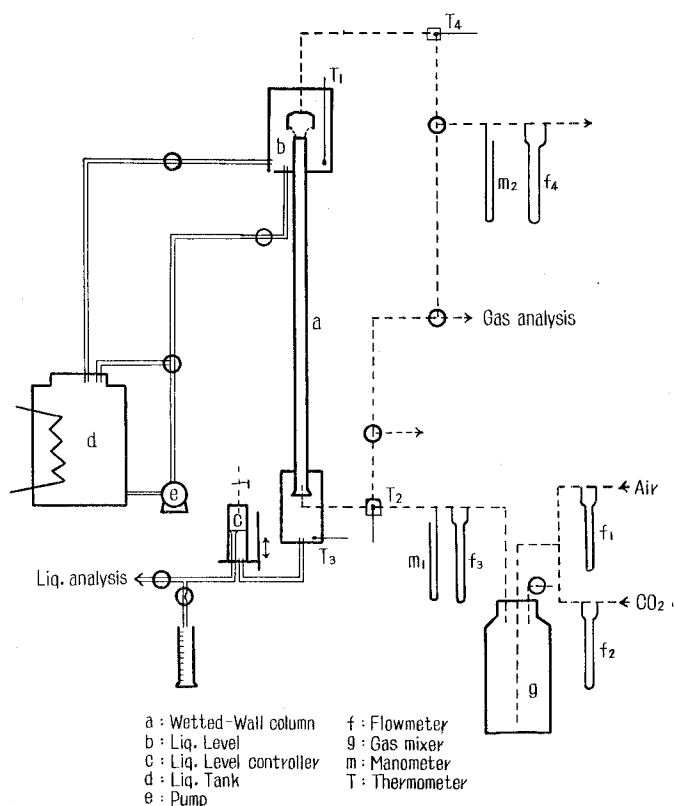 T4
T1
b
m2
f4
a
Gas analysis
d
e
T2
Air
C
f1
m1
f3
T3
Liq. analysis
CO2
f2
g
a : Wetted-Wall column
b : Liq. Level
C : Liq. Level controller
d : Liq. Tank
e : Pump
f : Flowmeter
g : Gas mixer
m : Manometer
T : Thermometer